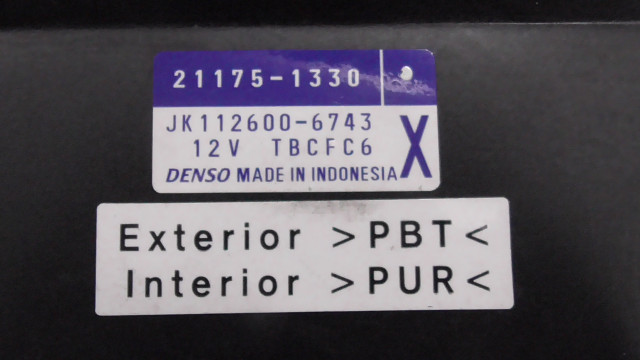 21175-1330
JK112600-6743
12V TBCFC6
X
DENSO MADE IN INDONESIA
Exterior >PBT<
Interior >PUR<